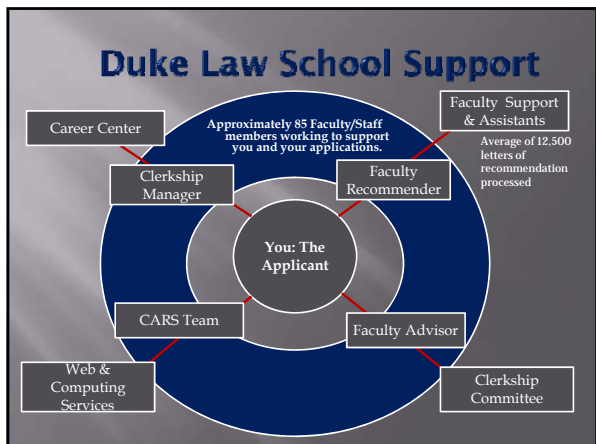 Duke Law School Support
Career Center
Approximately 85 Faculty/Staff
members working to support
you and your applications.
Faculty Support
& Assistants
Average of 12,500
letters of
recommendation
processed
Clerkship
Manager
Faculty
Recommender
You: The
Applicant
CARS Team
Faculty Advisor
Web &
Computing
Services
Clerkship
Committee